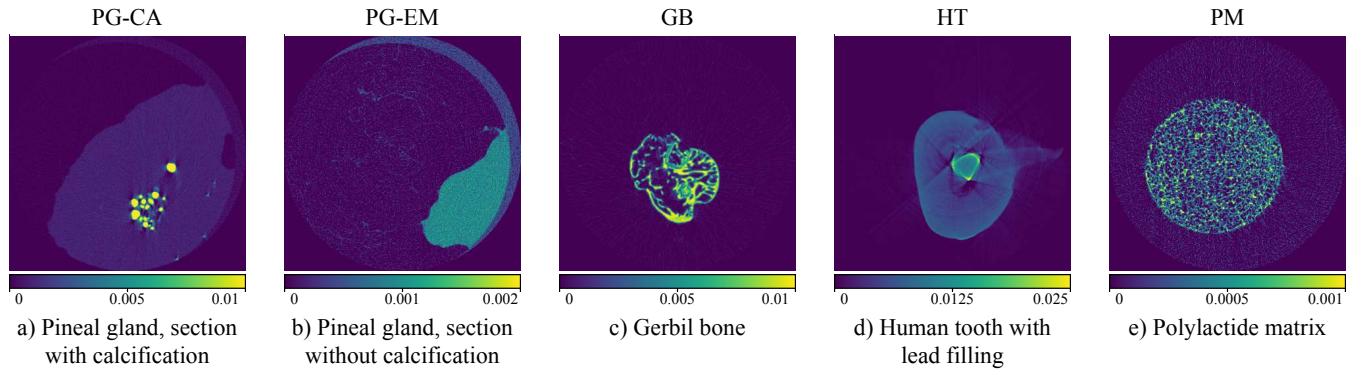 PG-CA PG-EM GB HT PM
0 0.005 0.01 0 0.001 0.002 0 0.005 0.01 0 0.0125 0.025 0 0.0005 0.001
a) Pineal gland, section
with calcification
b) Pineal gland, section
without calcification
c) Gerbil bone
d) Human tooth with
lead filling
e) Polylactide matrix